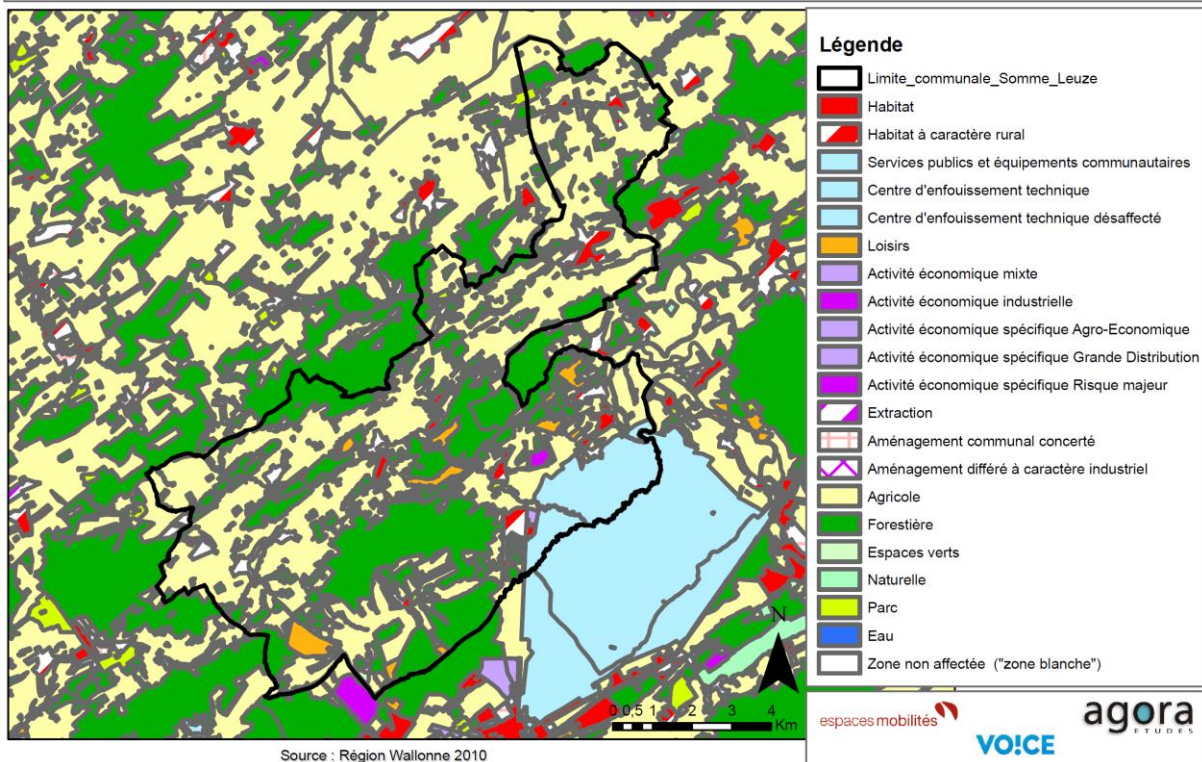 Légende
Limite_communale_Somme_Leuze
Habitat
Habitat à caractère rural
Services publics et équipements communautaires
Centre d'enfouissement technique
Centre d'enfouissement technique désaffecté
Loisirs
Activité économique mixte
Activité économique industrielle
Activité économique spécifique Agro-Economique
Activité économique spécifique Grande Distribution
Activité économique spécifique Risque majeur
Extraction
Aménagement communal concerté
Aménagement différé à caractère industriel
Agricole
Forestière
Espaces verts
Naturelle
Parc
Eau
Zone non affectée ("zone blanche")
N
0 0,5 1 2 3 4
Km
espacesmobilités
VO!CE
agora
ETUDES
Source : Région Wallonne 2010